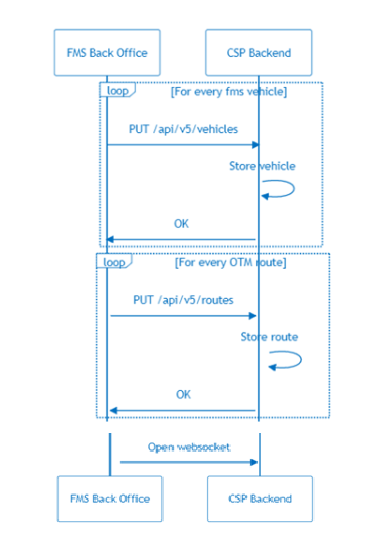 FMS Back Office
CSP Backend
loop
[For every fms vehicle]
PUT /api/v5/vehicles
Store vehicle
OK
loop
[For every OTM route]
PUT /api/v5/routes
Store route
OK
Open websocket
FMS Back Office
CSP Backend